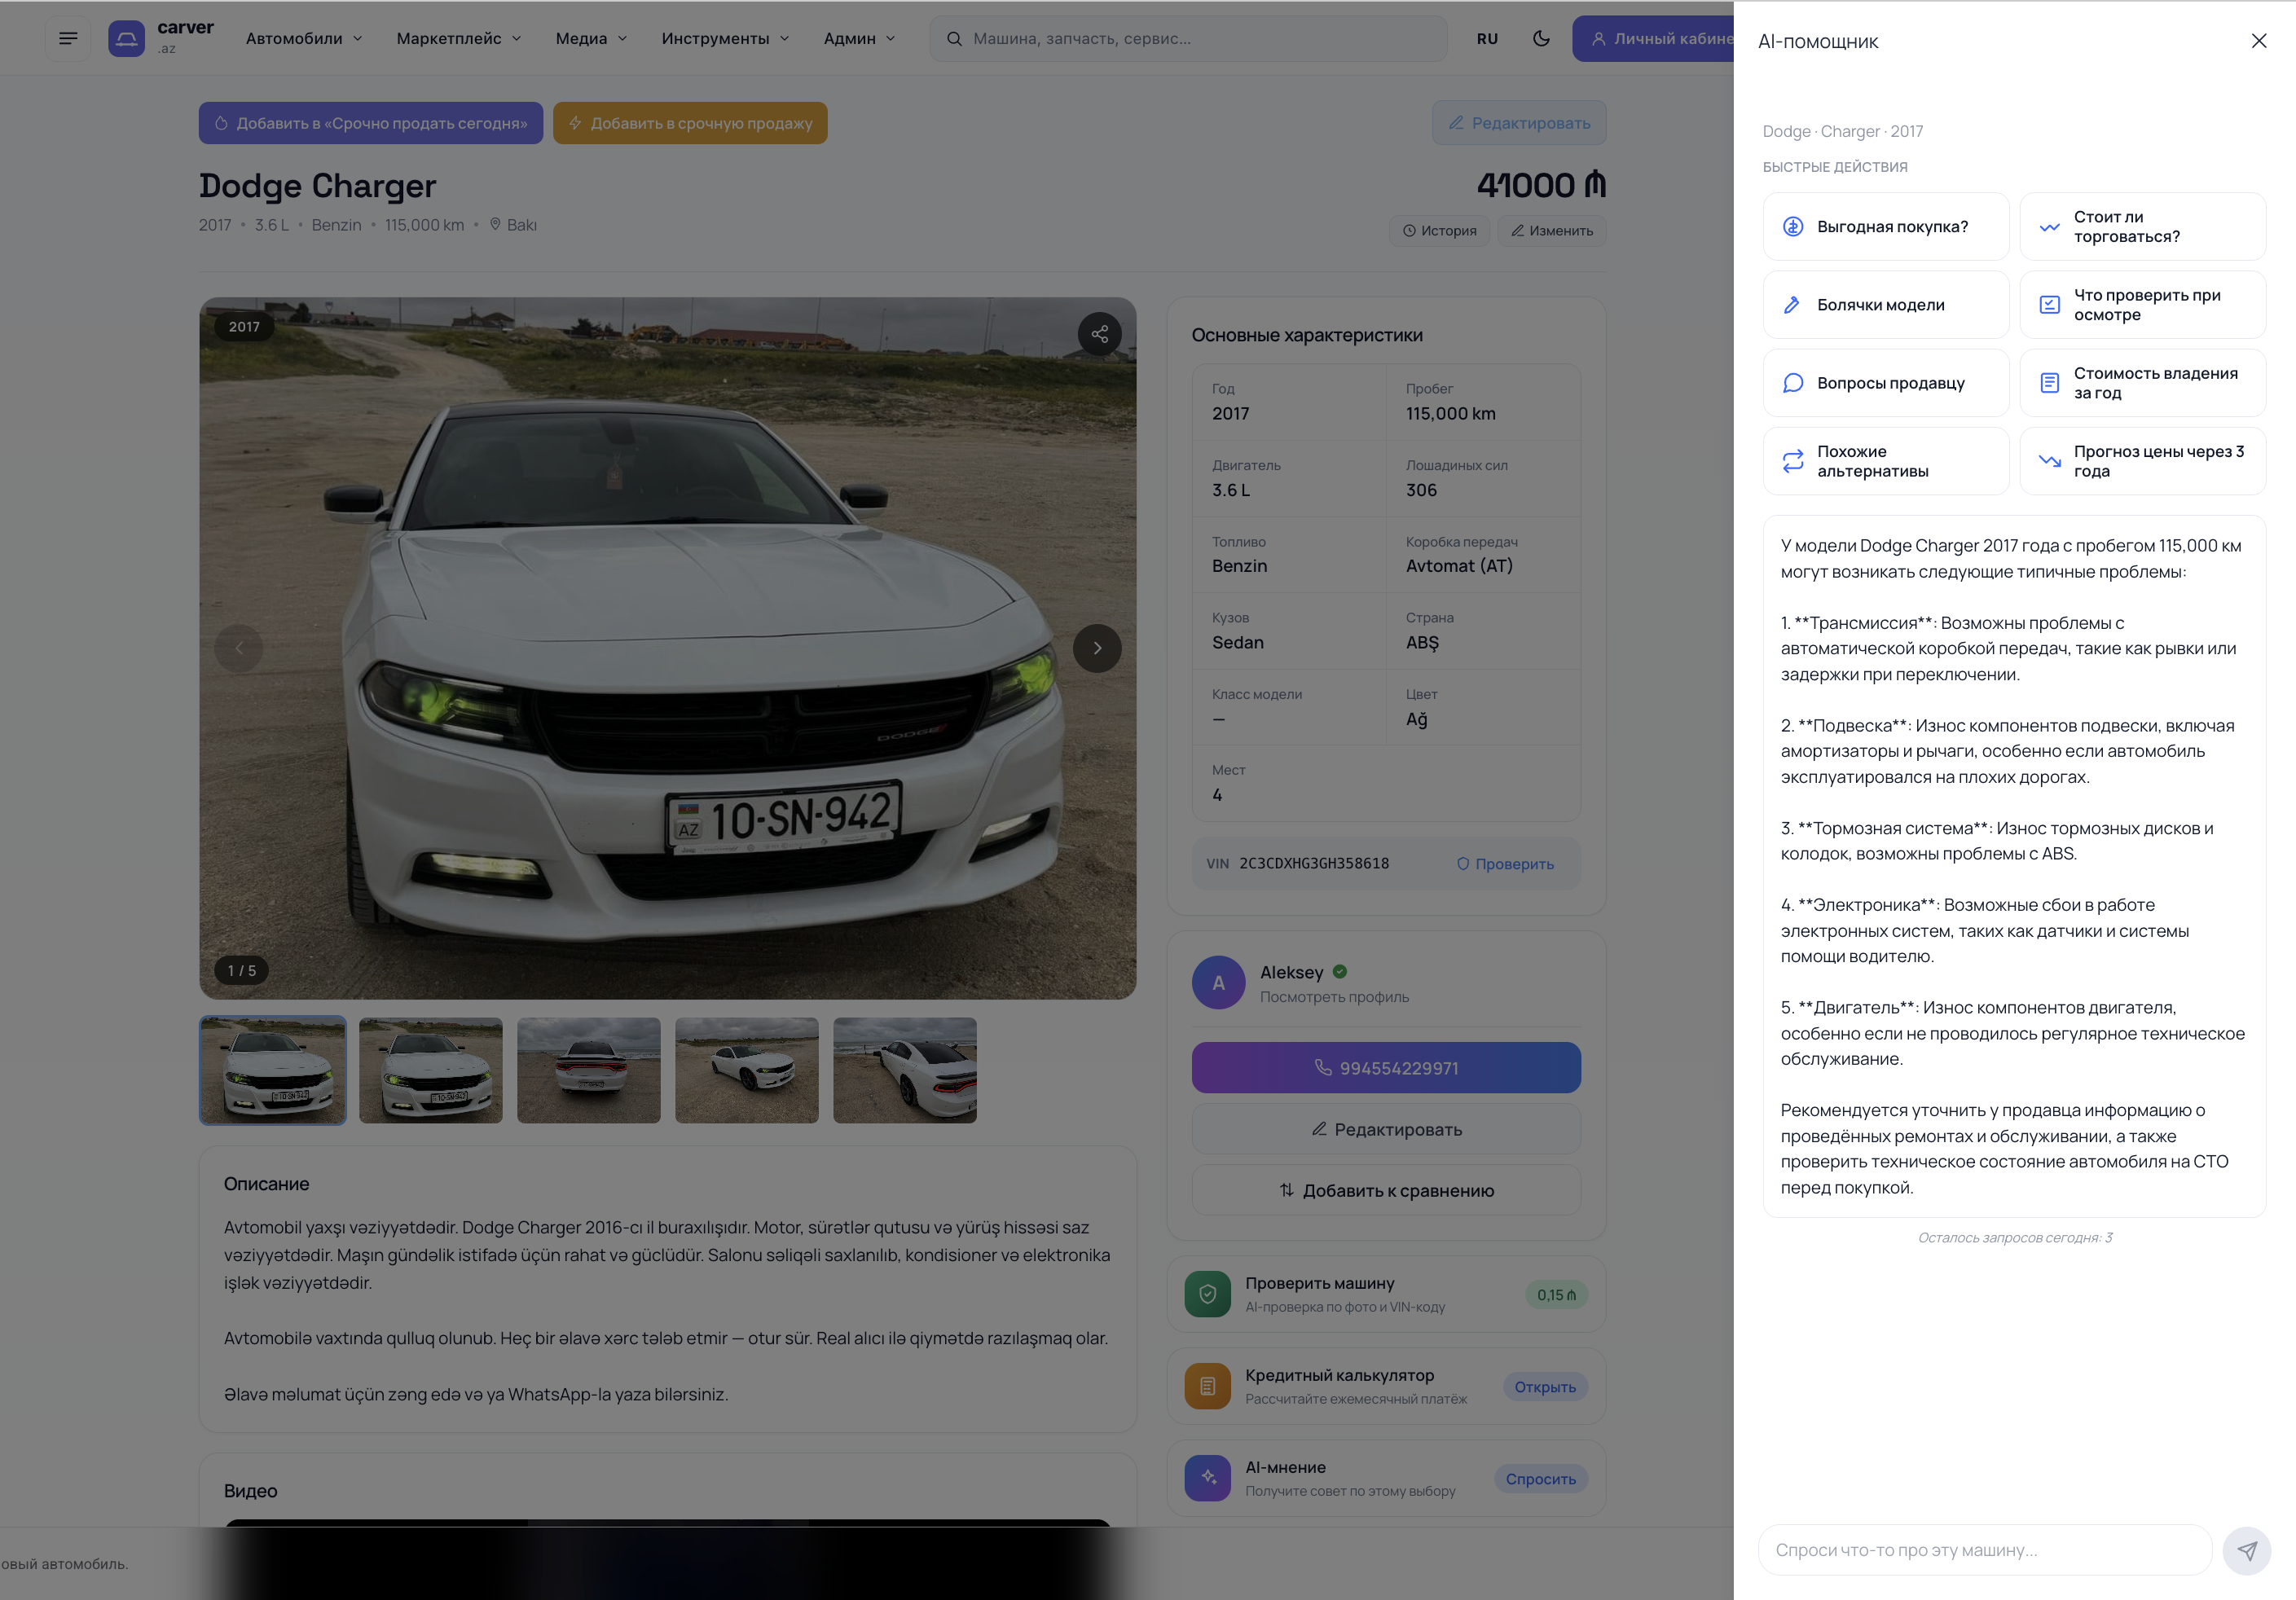 carver
.az
Автомобили
Маркетплейс
Медиа
Инструменты
Админ
Машина, запчасть, сервис...
RU
Личный кабине
Добавить в «Срочно продать сегодня»
Добавить в срочную продажу
Редактировать
Dodge Charger
41000 ₼
2017 • 3.6 L • Benzin • 115,000 km • Bakı
История
Изменить
2017
DODGE
AZ 10-SN-942
1 / 5
Основные характеристики
Год
2017
Пробег
115,000 km
Двигатель
3.6 L
Лошадиных сил
306
Топливо
Benzin
Коробка передач
Avtomat (AT)
Кузов
Sedan
Страна
ABŞ
Класс модели
—
Цвет
Ağ
Мест
4
VIN 2C3CDXHG3GH358618
Проверить
A
Aleksey
Посмотреть профиль
994554229971
Редактировать
Добавить к сравнению
Проверить машину
AI-проверка по фото и VIN-коду
0,15 ₼
Кредитный калькулятор
Рассчитайте ежемесячный платёж
Открыть
AI-мнение
Получите совет по этому выбору
Спросить
Описание
Avtomobil yaxşı vəziyyətdədir. Dodge Charger 2016-cı il buraxılışıdır. Motor, sürətlər qutusu və yürüş hissəsi saz
vəziyyətdədir. Maşın gündəlik istifadə üçün rahat və güclüdür. Salonu səliqəli saxlanılıb, kondisioner və elektronika
işlək vəziyyətdədir.
Avtomobilə vaxtında qulluq olunub. Heç bir əlavə xərc tələb etmir — otur sür. Real alıcı ilə qiymətdə razılaşmaq olar.
Əlavə məlumat üçün zəng edə və ya WhatsApp-la yaza bilərsiniz.
Видео
овый автомобиль.
AI-помощник
Dodge · Charger · 2017
БЫСТРЫЕ ДЕЙСТВИЯ
Выгодная покупка?
Стоит ли
торговаться?
Болячки модели
Что проверить при
осмотре
Вопросы продавцу
Стоимость владения
за год
Похожие
альтернативы
Прогноз цены через 3
года
У модели Dodge Charger 2017 года с пробегом 115,000 км
могут возникать следующие типичные проблемы:
1. **Трансмиссия**: Возможны проблемы с
автоматической коробкой передач, такие как рывки или
задержки при переключении.
2. **Подвеска**: Износ компонентов подвески, включая
амортизаторы и рычаги, особенно если автомобиль
эксплуатировался на плохих дорогах.
3. **Тормозная система**: Износ тормозных дисков и
колодок, возможны проблемы с ABS.
4. **Электроника**: Возможные сбои в работе
электронных систем, таких как датчики и системы
помощи водителю.
5. **Двигатель**: Износ компонентов двигателя,
особенно если не проводилось регулярное техническое
обслуживание.
Рекомендуется уточнить у продавца информацию о
проведённых ремонтах и обслуживании, а также
проверить техническое состояние автомобиля на СТО
перед покупкой.
Осталось запросов сегодня: 3
Спроси что-то про эту машину...